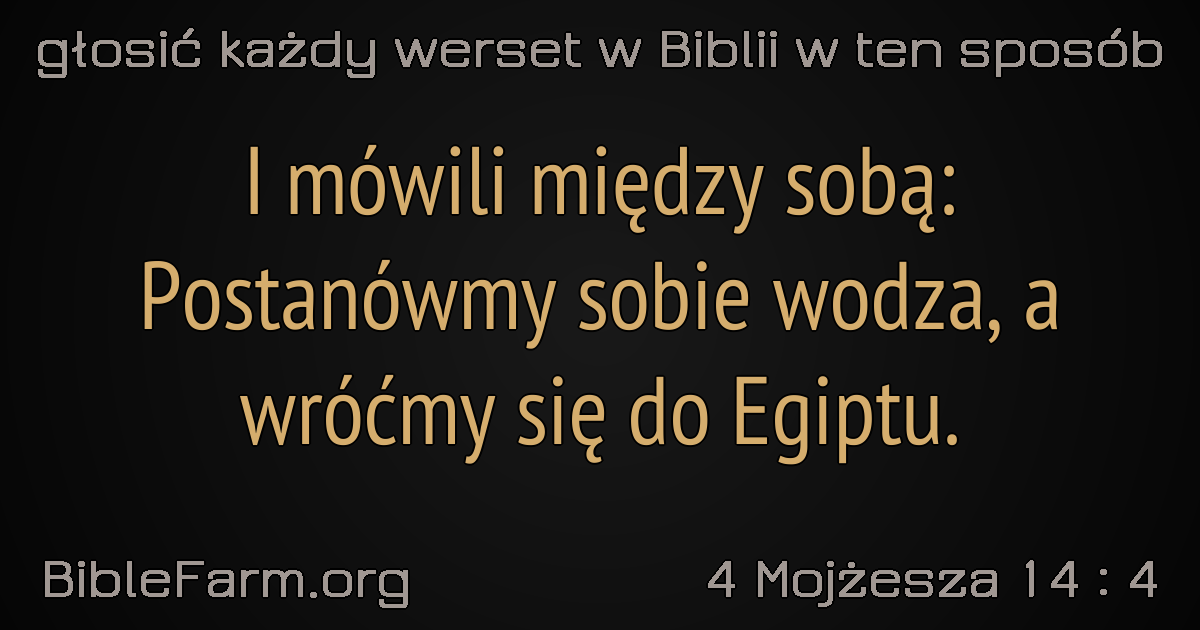 głosić każdy werset w Biblii w ten sposób
I mówili między sobą:
Postanówmy sobie wodza, a
wróćmy się do Egiptu.
BibleFarm.org
4 Mojżesza 14 : 4